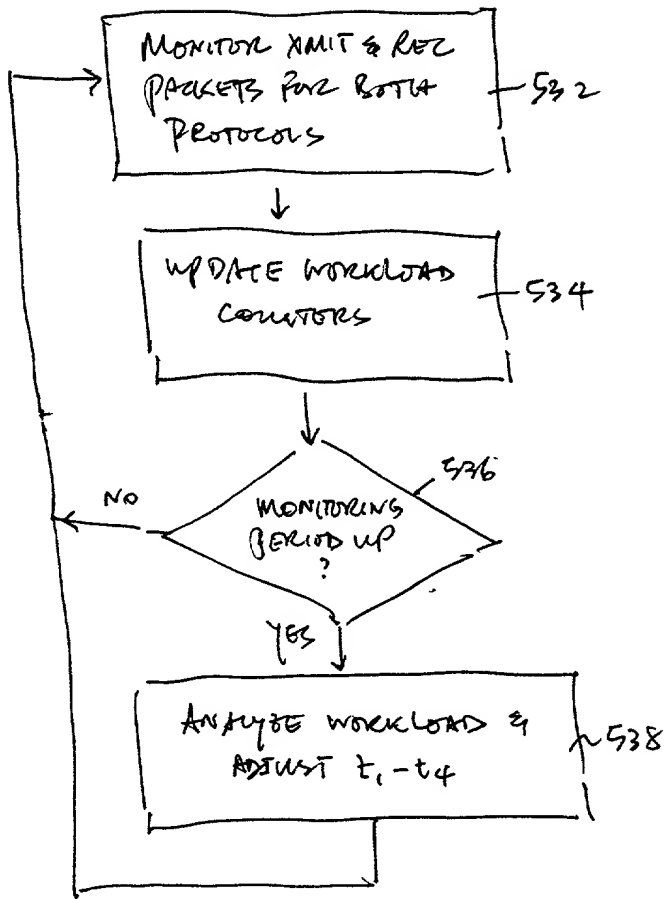 MONITOR XMIT & REC
PACKETS FOR BOTH
PROTOCOLS
532
UPDATE WORKLOAD
COUNTERS
534
536
NO
MONITORING
PERIOD UP
?
YES
ANALYZE WORKLOAD &
ADJUST t1-t4
538